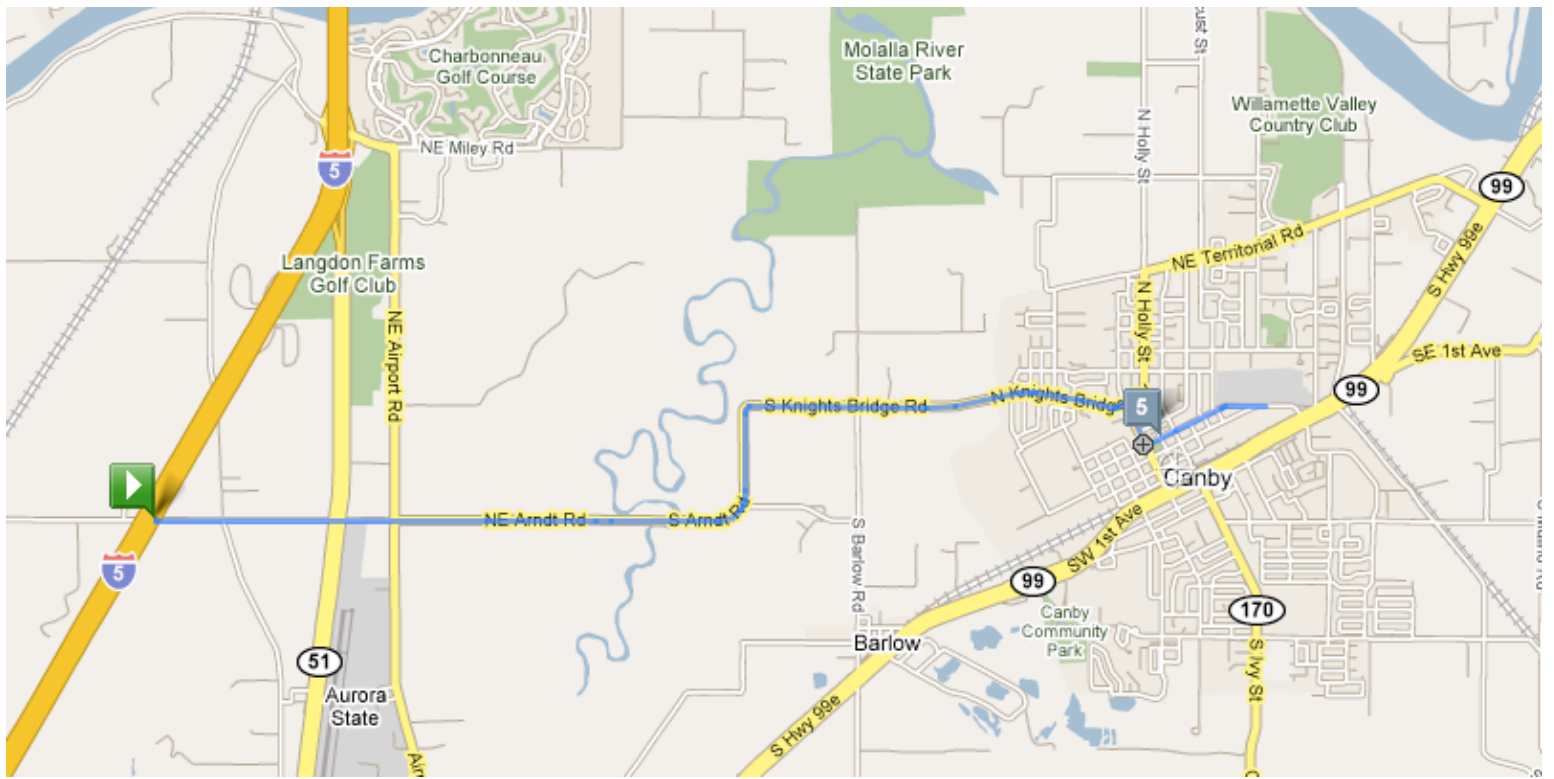 Charbonneau
Golf Course
Molalla River
State Park
cust St
Willamette Valley
Country Club
N Holly St
NE Miley Rd
5
99
S Hwy 99e
NE Territorial Rd
Langdon Farms
Golf Club
NE Airport Rd
N Holly St
SE 1st Ave
99
S Knights Bridge Rd
N Knights Bridge
5
Canby
NE Arndt Rd
S Arndt Rd
S Barlow Rd
SW 1st Ave
5
99
Canby
Community
Park
170
Barlow
S Ivy St
51
Aurora
State
S Hwy 99e